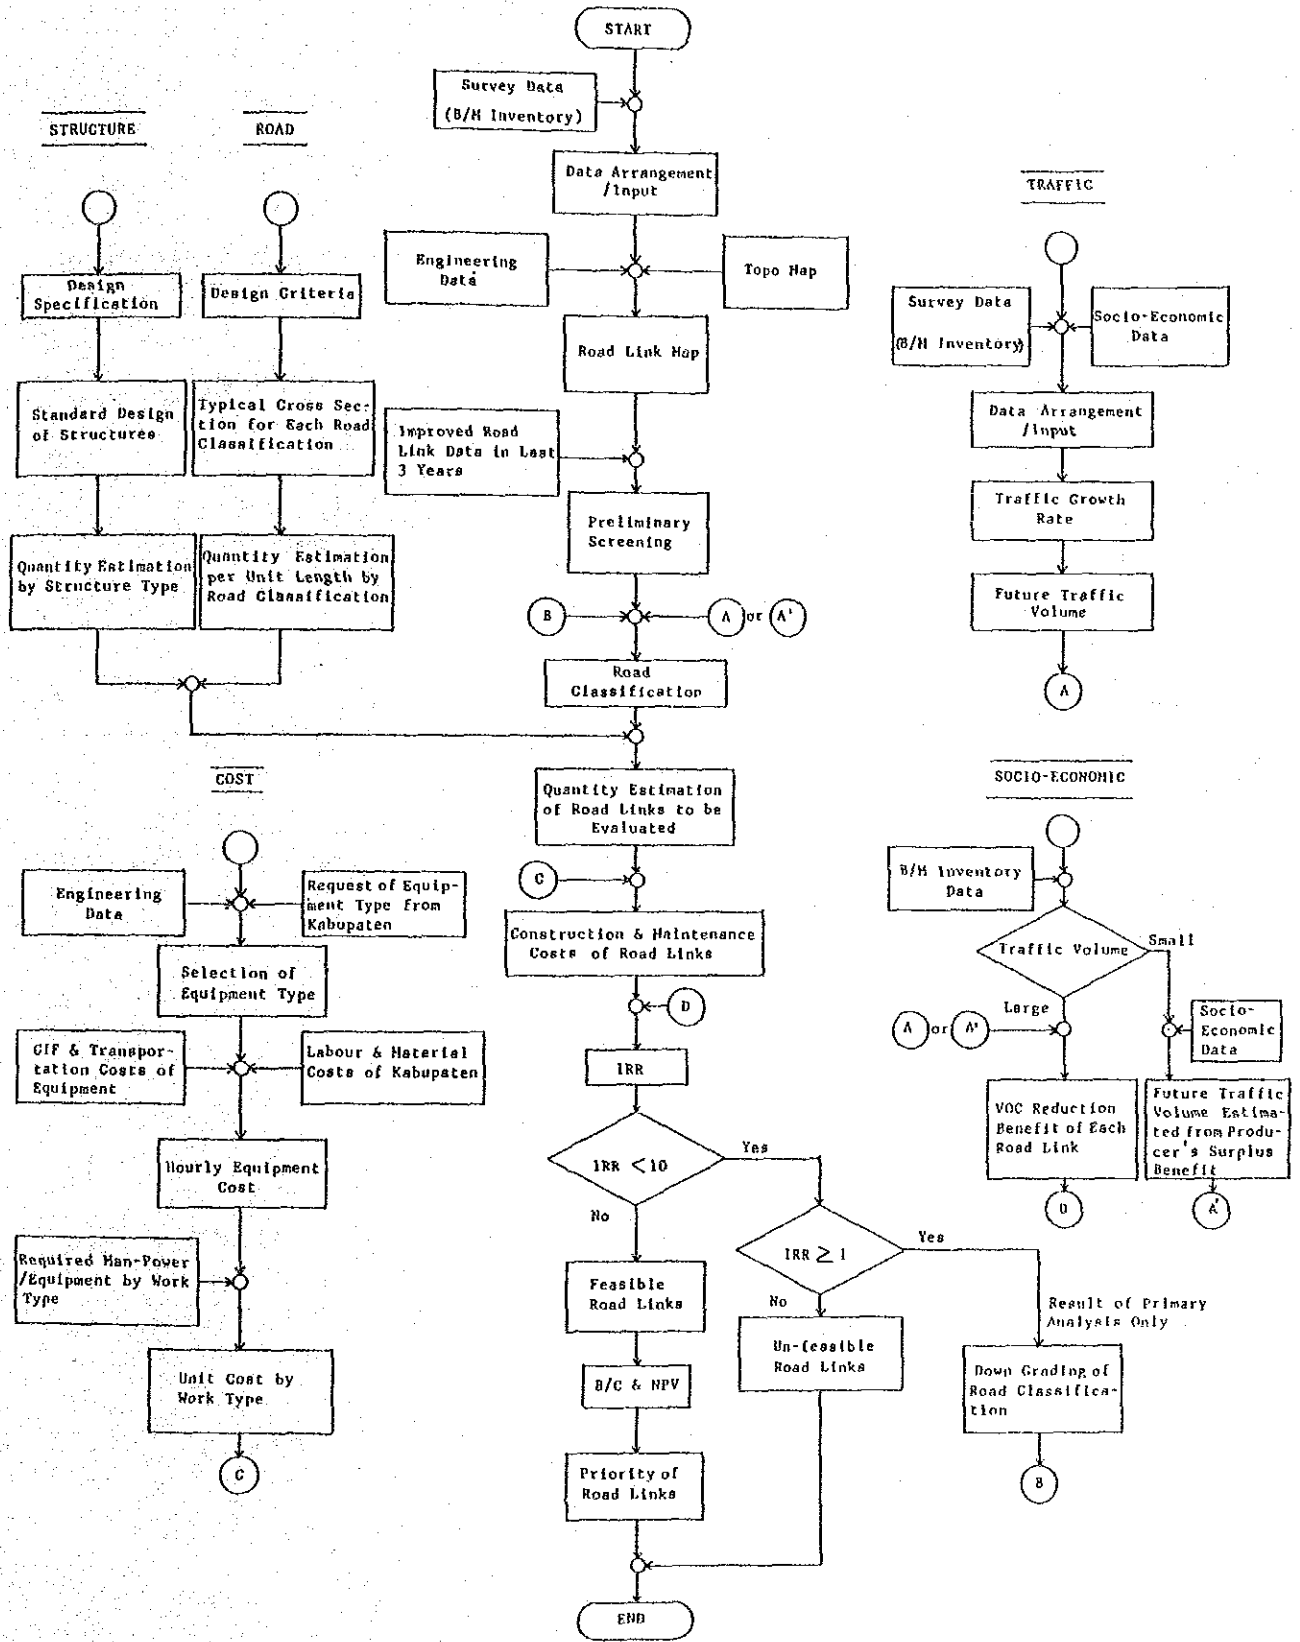 START
Survey Data
(B/M Inventory)
Data Arrangement
/Input
Engineering
Data
Topo Map
Road Link Map
Improved Road
Link Data in Last
3 Years
Preliminary
Screening
B
A or A'
Road
Classification
Quantity Estimation
of Road Links to be
Evaluated
C
Construction & Maintenance
Costs of Road Links
D
IRR
IRR < 10
Yes
No
IRR ≥ 1
Yes
No
Feasible
Road Links
B/C & NPV
Priority of
Road Links
Un-feasible
Road Links
Result of Primary
Analysis Only
Down Grading of
Road Classifica-
tion
B
END
STRUCTURE
Design
Specification
Standard Design
of Structures
Quantity Estimation
by Structure Type
ROAD
Design Criteria
Typical Cross Sec-
tion for Each Road
Classification
Quantity Estimation
per Unit Length by
Road Classification
COST
Engineering
Data
Request of Equip-
ment Type from
Kabupaten
Selection of
Equipment Type
CIF & Transpor-
tation Costs of
Equipment
Labour & Material
Costs of Kabupaten
Hourly Equipment
Cost
Required Man-Power
/Equipment by Work
Type
Unit Cost by
Work Type
C
TRAFFIC
Survey Data
(B/M Inventory)
Socio-Economic
Data
Data Arrangement
/Input
Traffic Growth
Rate
Future Traffic
Volume
A
SOCIO-ECONOMIC
B/M Inventory
Data
Traffic Volume
Small
Large
A or A'
Socio-
Economic
Data
VOC Reduction
Benefit of Each
Road Link
D
Future Traffic
Volume Estima-
ted from Produ-
cer's Surplus
Benefit
A'